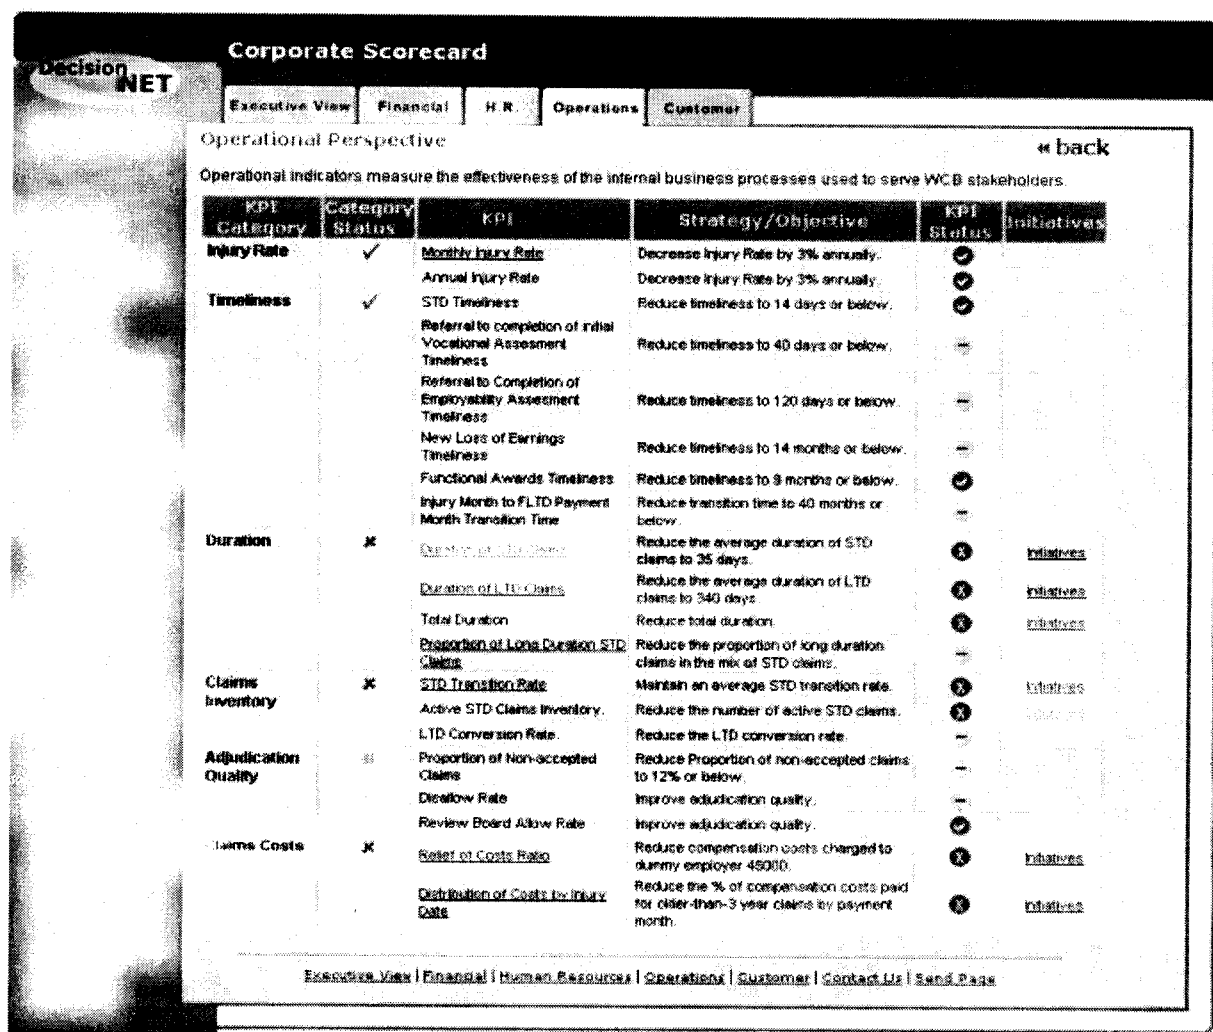 Decision
NET
Corporate Scorecard
Executive View Financial H.R. Operations Customer
Operational Perspective
« back
Operational indicators measure the effectiveness of the internal business processes used to serve WCB stakeholders.
KPI Category Category Status KPI Strategy/Objective KPI Status Initiatives
Injury Rate Monthly Injury Rate Decrease Injury Rate by 3% annually.
Annual Injury Rate Decrease Injury Rate by 3% annually.
Timeliness STD Timeliness Reduce timeliness to 14 days or below.
Referral to completion of initial
Vocational Assesment
Timeliness
Reduce timeliness to 40 days or below.
Referral to Completion of
Employability Assesment
Timeliness
Reduce timeliness to 120 days or below.
New Loss of Earnings
Timeliness
Reduce timeliness to 14 months or below.
Functional Awards Timeliness Reduce timeliness to 9 months or below.
Injury Month to FLTD Payment
Month Transition Time
Reduce transition time to 40 months or
below.
Duration
Duration of STD Claims
Reduce the average duration of STD
claims to 35 days.
Initiatives
Duration of LTD Claims
Reduce the average duration of LTD
claims to 340 days
Initiatives
Total Duration Reduce total duration. Initiatives
Proportion of Long Duration STD
Claims
Reduce the proportion of long duration
claims in the mix of STD claims.
Claims
Inventory
STD Transition Rate Maintain an average STD transition rate. Initiatives
Active STD Claims Inventory. Reduce the number of active STD claims. Initiatives
LTD Conversion Rate. Reduce the LTD conversion rate.
Adjudication
Quality
Proportion of Non-accepted
Claims
Reduce Proportion of non-accepted claims
to 12% or below.
Disallow Rate Improve adjudication quality.
Review Board Allow Rate Improve adjudication quality.
Claims Costs
Relief of Costs Ratio
Reduce compensation costs charged to
dummy employer 45000.
Initiatives
Distribution of Costs by Injury
Date
Reduce the % of compensation costs paid
for older-than-3 year claims by payment
month.
Initiatives
Executive View | Financial | Human Resources | Operations | Customer | Contact Us | Send Page